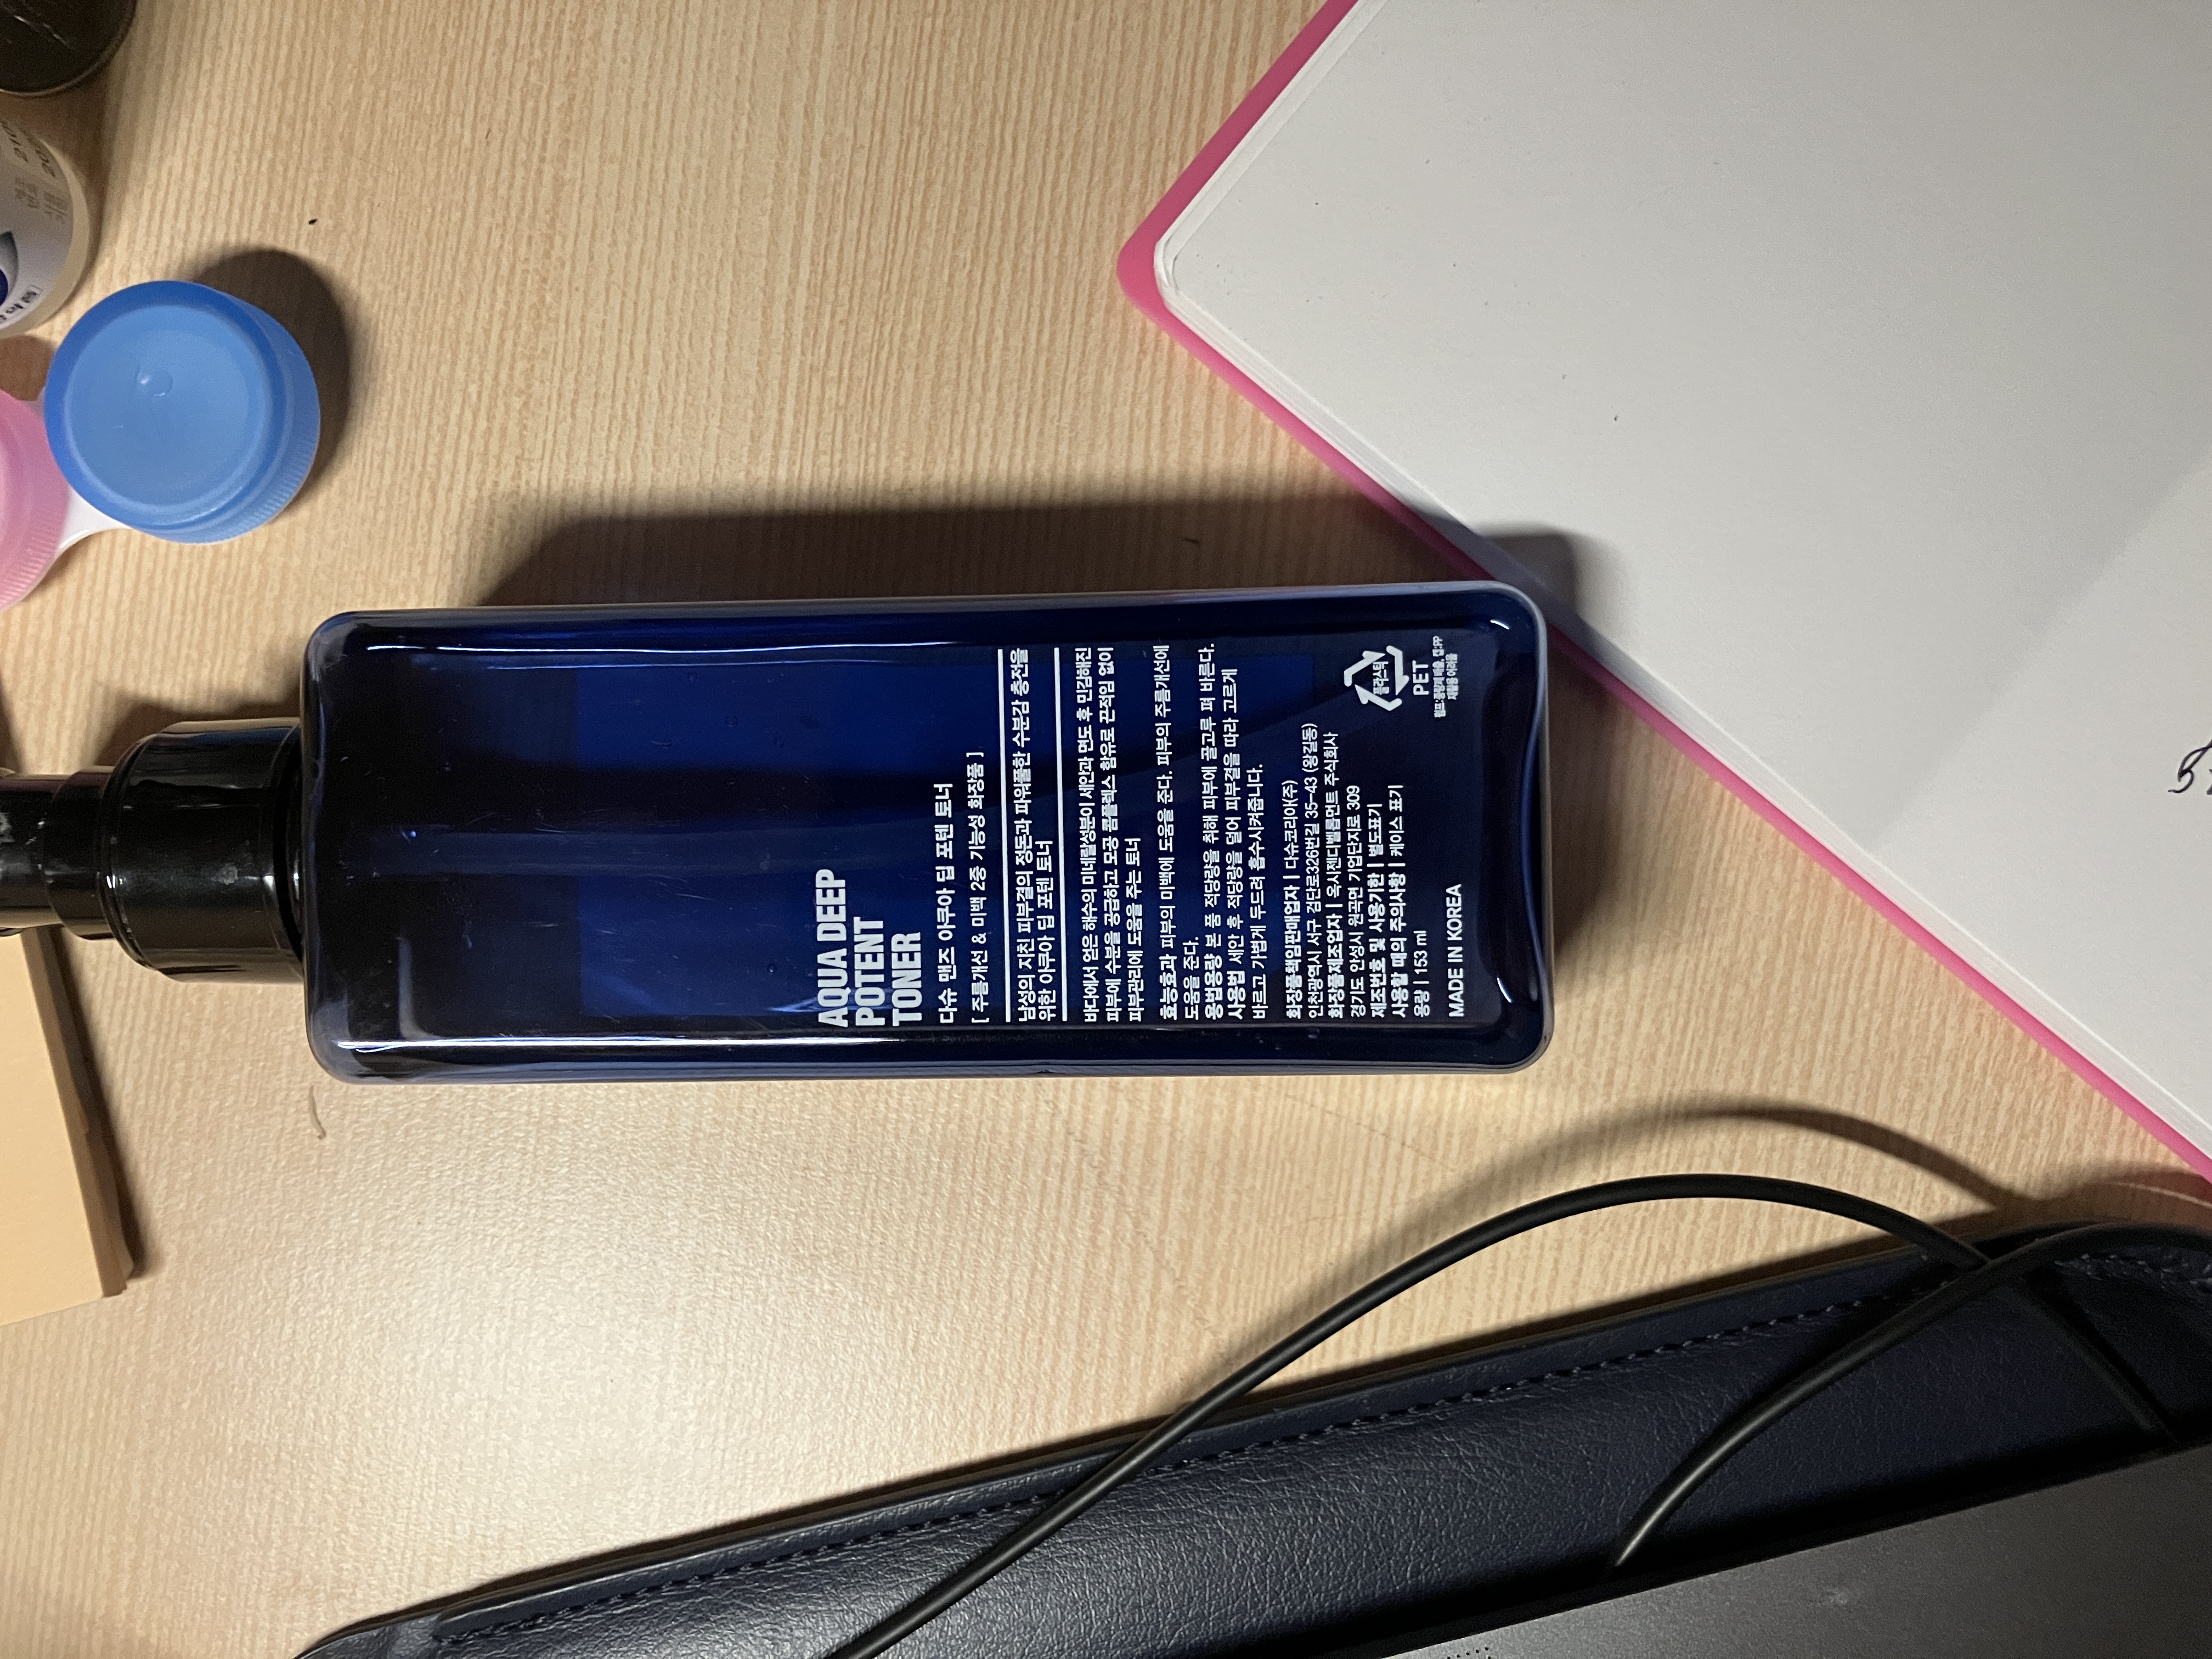 AQUA DEEP
POTENT
TONER
다슈 맨즈 아쿠아 딥 포텐 토너
[ 주름개선 & 미백 2중 기능성 화장품 ]
남성의 지친 피부결의 정돈과 파워풀한 수분감 충전을
위한 아쿠아 딥 포텐 토너
바다에서 얻은 해수의 미네랄성분이 세안과 면도 후 민감해진
피부에 수분을 공급하고 모공 콤플렉스 함유로 끈적임 없이
피부관리에 도움을 주는 토너
효능효과 피부의 미백에 도움을 준다. 피부의 주름개선에
도움을 준다.
용법용량 본 품 적당량을 취해 피부에 골고루 펴 바른다.
사용법 세안 후 적당량을 덜어 피부결을 따라 고르게
바르고 가볍게 두드려 흡수시켜줍니다.
화장품책임판매업자 | 다슈코리아(주)
인천광역시 서구 검단로326번길 35-43 (왕길동)
화장품제조업자 | 옥시젠디벨롭먼트 주식회사
경기도 안성시 원곡면 기업단지로 309
제조번호 및 사용기한 | 별도표기
사용할 때의 주의사항 | 케이스 표기
용량 | 153 ml
MADE IN KOREA
플라스틱
PET
펌프:종량제 배출, 캡:PP
재활용 어려움